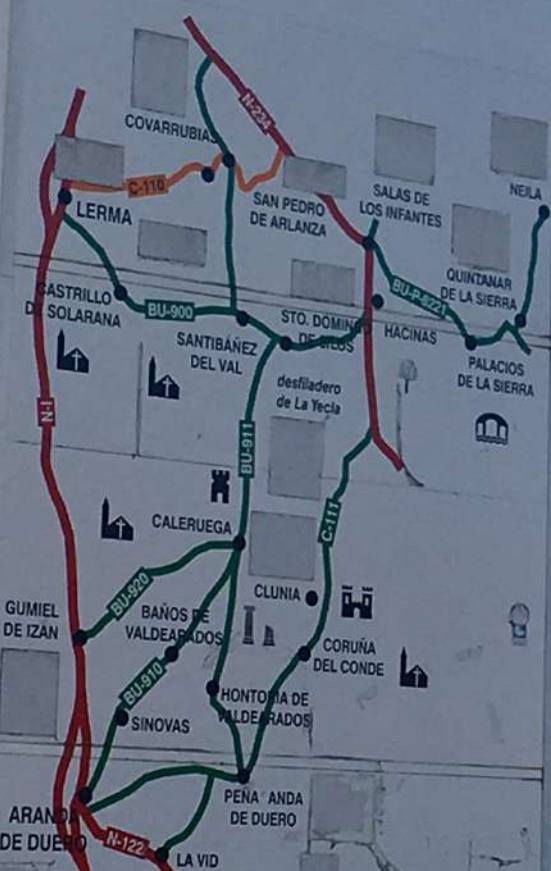 N-234
COVARRUBIAS
C-110
SAN PEDRO
DE ARLANZA
SALAS DE
LOS INFANTES
NEILA
LERMA
QUINTANAR
DE LA SIERRA
BU-P-8221
CASTRILLO
DE SOLARANA
BU-900
STO. DOMINGO
DE SILOS
HACINAS
SANTIBÁÑEZ
DEL VAL
PALACIOS
DE LA SIERRA
desfiladero
de La Yecla
N-I
BU-911
C-111
CALERUEGA
BU-920
CLUNIA
GUMIEL
DE IZÁN
BAÑOS DE
VALDEARADOS
CORUÑA
DEL CONDE
BU-910
HONTORIA DE
VALDEARADOS
SINOVAS
PEÑA ANDA
DE DUERO
ARANDA
DE DUERO
N-122
LA VID